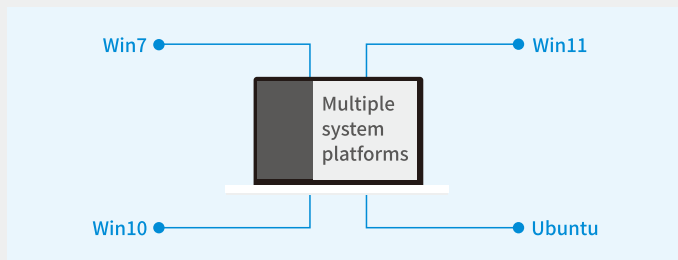 Win7
Win11
Multiple
system
platforms
Win10
Ubuntu